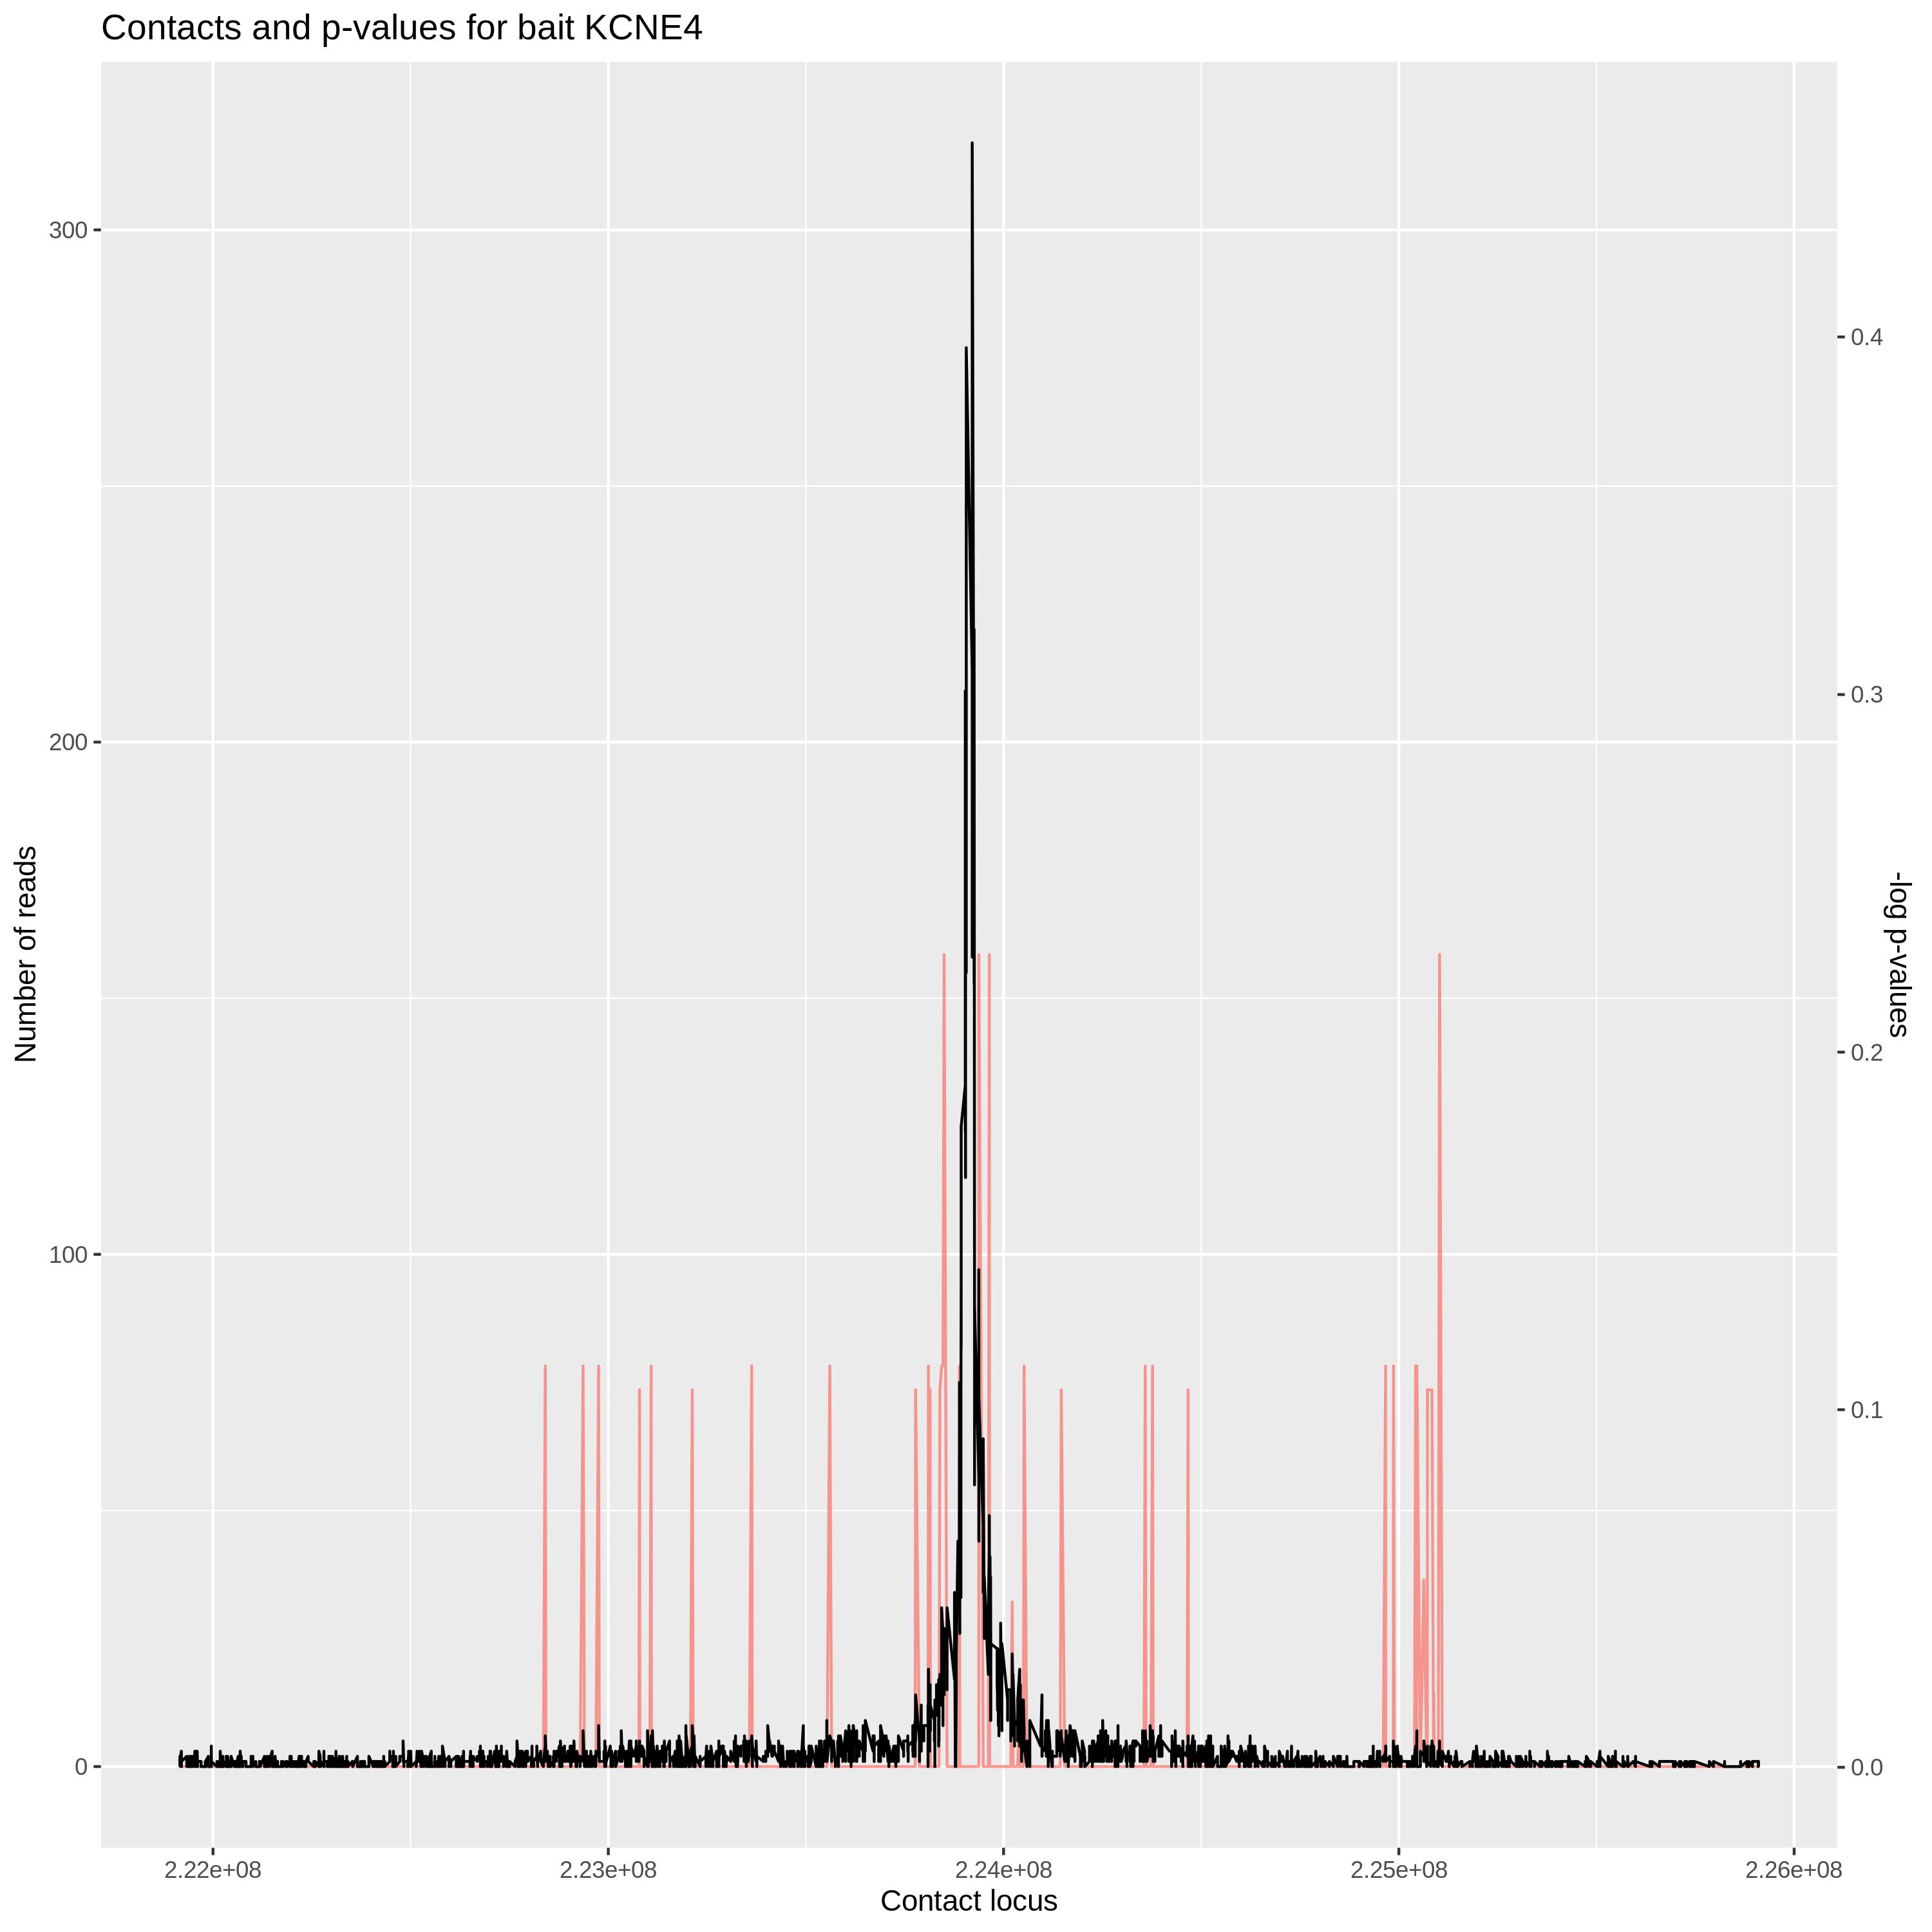 Contacts and p-values for bait KCNE4
300
200
100
0
Number of reads
0.4
0.3
0.2
0.1
0.0
-log p-values
2.22e+08
2.23e+08
2.24e+08
2.25e+08
2.26e+08
Contact locus